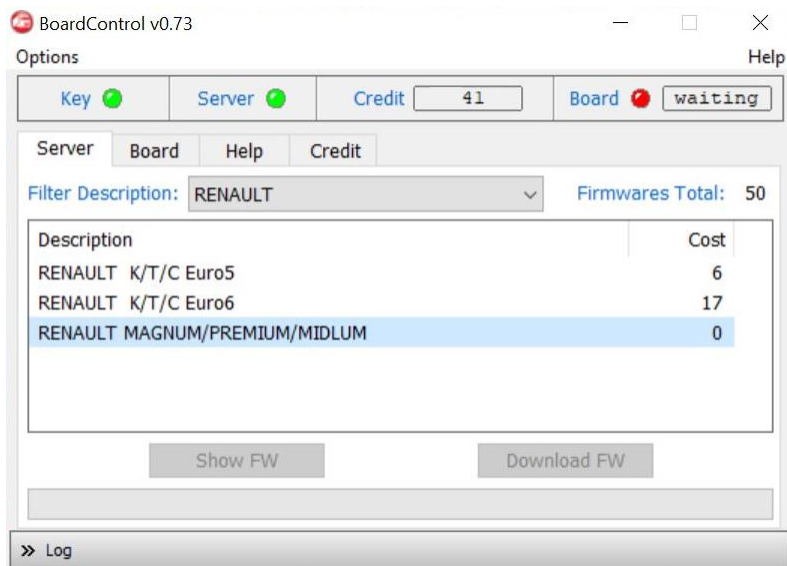 BoardControl v0.73
Options Help
Key Server Credit 41 Board waiting
Server Board Help Credit
Filter Description: RENAULT Firmwares Total: 50
Description Cost
RENAULT K/T/C Euro5 6
RENAULT K/T/C Euro6 17
RENAULT MAGNUM/PREMIUM/MIDLUM 0
Show FW Download FW
» Log